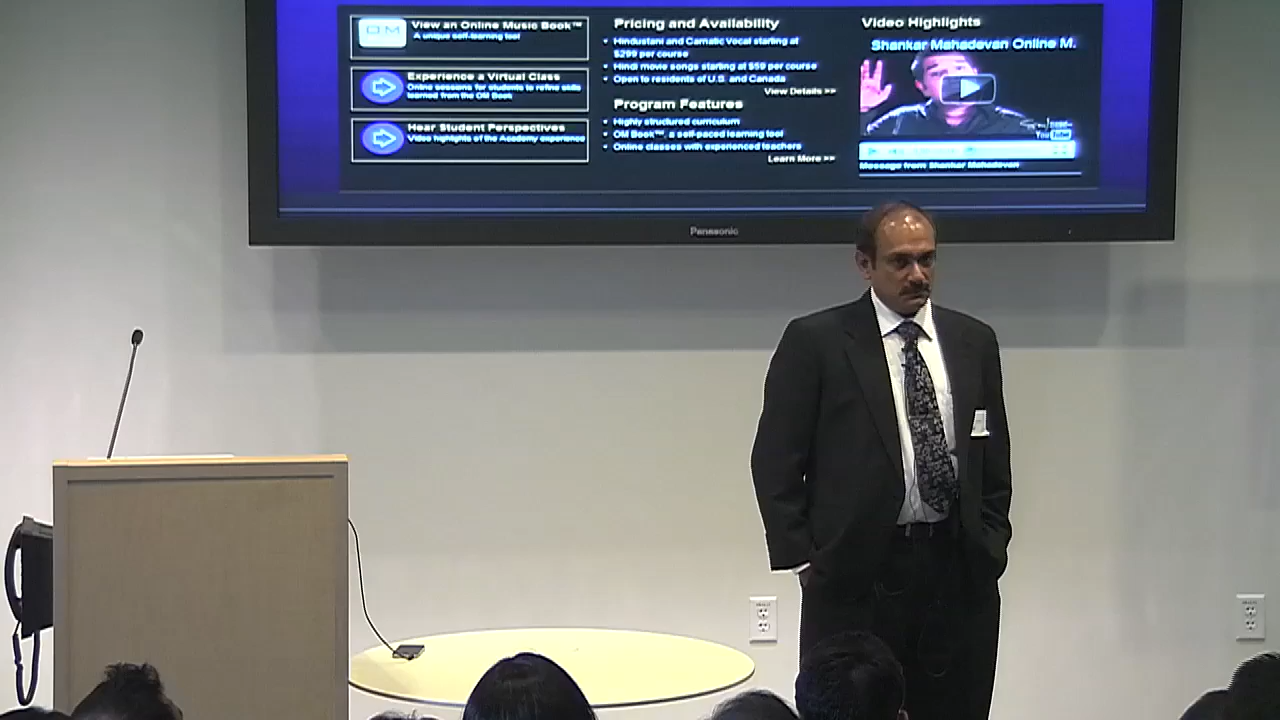 OM
View an Online Music Book™
A unique self-learning tool
Experience a Virtual Class
Online sessions for students to refine skills
learned from the OM Book
Hear Student Perspectives
Video highlights of the Academy experience
Pricing and Availability
• Hindustani and Carnatic Vocal starting at
$299 per course
• Hindi movie songs starting at $59 per course
• Open to residents of U.S. and Canada
View Details >>
Program Features
• Highly structured curriculum
• OM Book™, a self-paced learning tool
• Online classes with experienced teachers
Learn More >>
Video Highlights
Shankar Mahadevan Online M.
YouTube
Message from Shankar Mahadevan
Panasonic